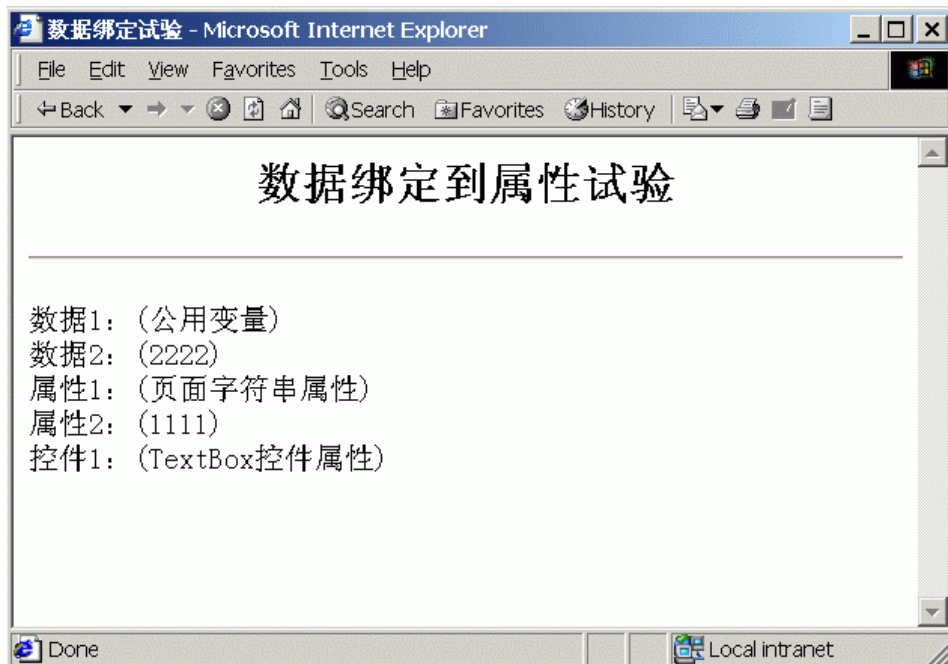 数据绑定试验 - Microsoft Internet Explorer
File Edit View Favorites Tools Help
Back Search Favorites History
数据绑定到属性试验
数据1：(公用变量)
数据2：(2222)
属性1：(页面字符串属性)
属性2：(1111)
控件1：(TextBox控件属性)
Done Local intranet